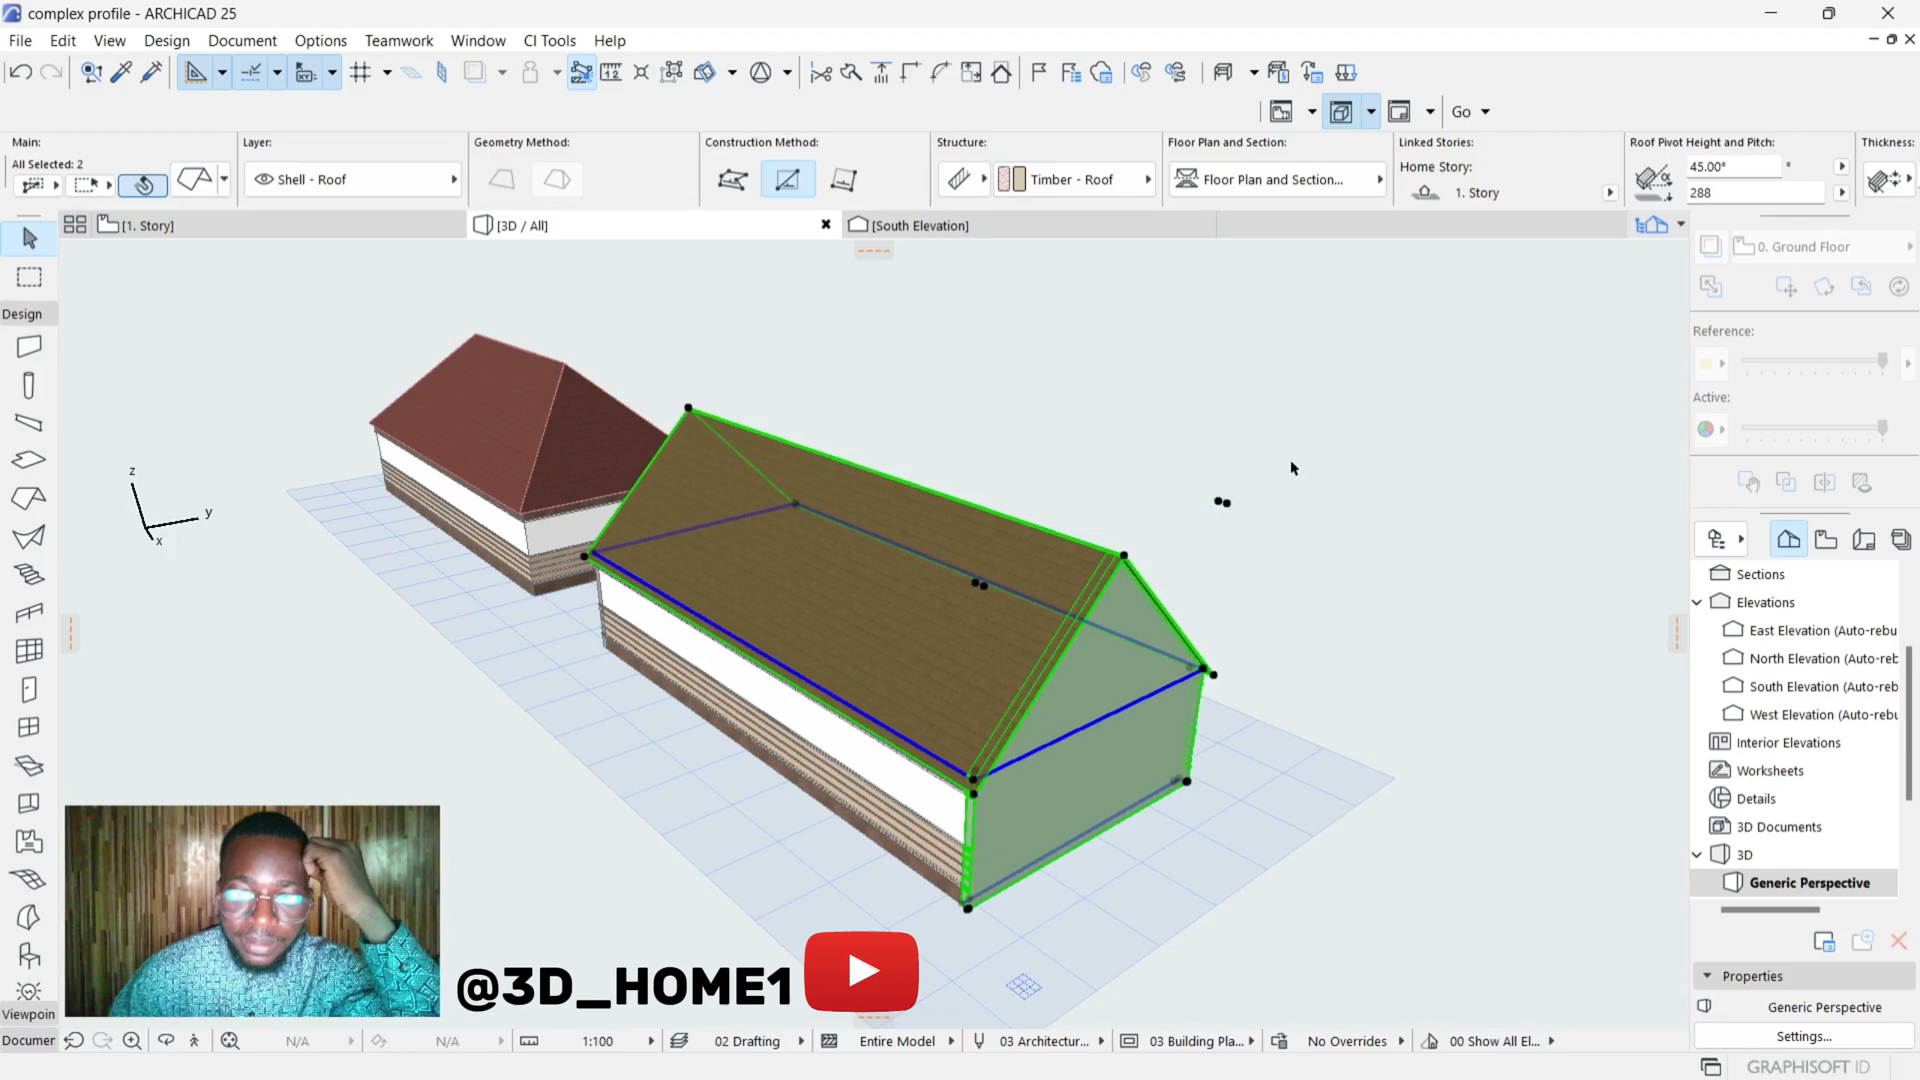 complex profile - ARCHICAD 25
File Edit View Design Document Options Teamwork Window CI Tools Help
Go
Main:
All Selected: 2
Layer:
Shell - Roof
Geometry Method:
Construction Method:
Structure:
Timber - Roof
Floor Plan and Section:
Floor Plan and Section...
Linked Stories:
Home Story:
1. Story
Roof Pivot Height and Pitch:
45.00°
°
288
Thickness:
[1. Story]
[3D / All]
[South Elevation]
0. Ground Floor
Design
Reference:
Active:
z
y
x
Sections
Elevations
East Elevation (Auto-rebu
North Elevation (Auto-reb
South Elevation (Auto-reb
West Elevation (Auto-rebu
Interior Elevations
Worksheets
Details
3D Documents
3D
Generic Perspective
Properties
Generic Perspective
Settings...
@3D_HOME1
Viewpoin
Documer
N/A
N/A
1:100
02 Drafting
Entire Model
03 Architectur...
03 Building Pla...
No Overrides
00 Show All El...
GRAPHISOFT ID